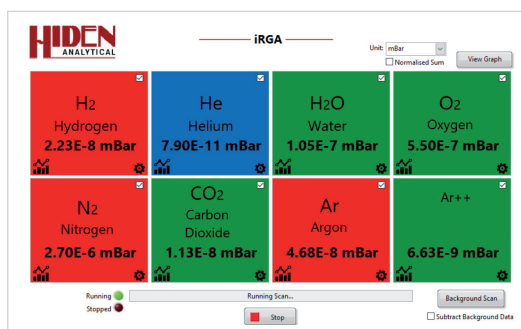 HIDEN
ANALYTICAL
iRGA
Unit: mBar
Normalised Sum
View Graph
H2
Hydrogen
2.23E-8 mBar
He
Helium
7.90E-11 mBar
H2O
Water
1.05E-7 mBar
O2
Oxygen
5.50E-7 mBar
N2
Nitrogen
2.70E-6 mBar
CO2
Carbon
Dioxide
1.13E-8 mBar
Ar
Argon
4.68E-8 mBar
Ar++
6.63E-9 mBar
Running
Running Scan...
Background Scan
Stopped
Stop
Subtract Background Data